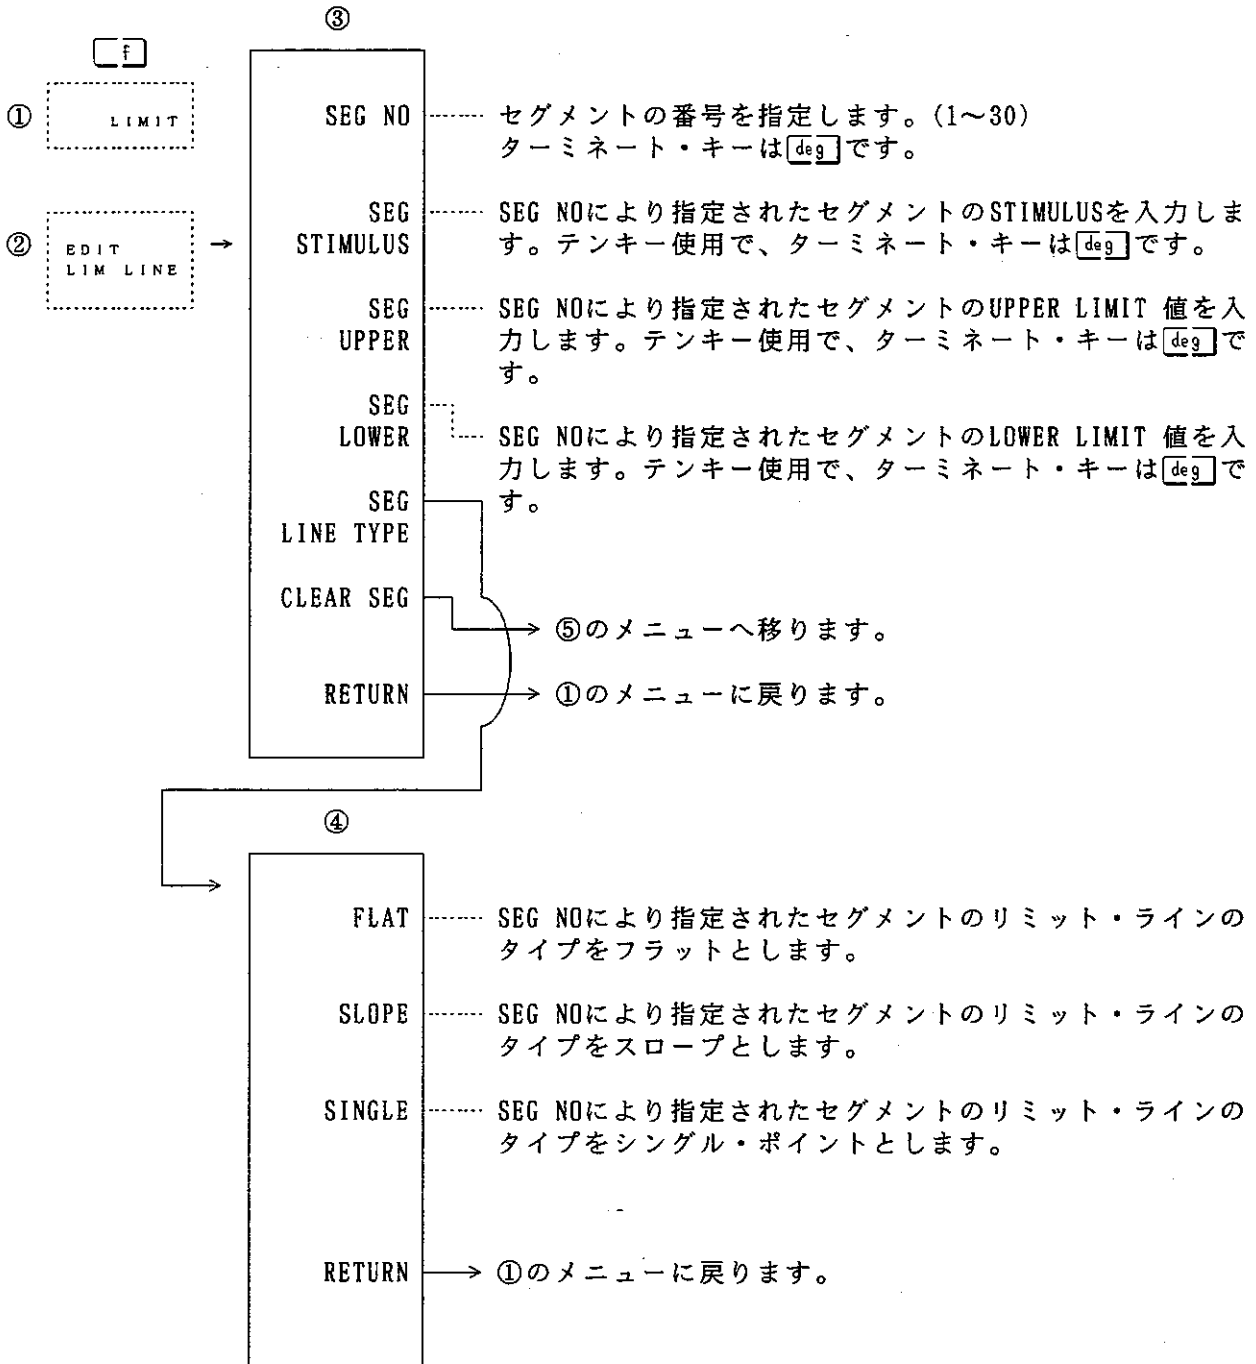 ③
f
① LIMIT
② EDIT
LIM LINE
→
SEG NO セグメントの番号を指定します。(1～30)
ターミネート・キーはdegです。
SEG
STIMULUS
SEG NOにより指定されたセグメントのSTIMULUSを入力しま
す。テンキー使用で、ターミネート・キーはdegです。
SEG
UPPER
SEG NOにより指定されたセグメントのUPPER LIMIT 値を入
力します。テンキー使用で、ターミネート・キーはdegで
す。
SEG
LOWER
SEG NOにより指定されたセグメントのLOWER LIMIT 値を入
力します。テンキー使用で、ターミネート・キーはdegで
す。
SEG
LINE TYPE
CLEAR SEG
⑤のメニューへ移ります。
RETURN ①のメニューに戻ります。
④
FLAT SEG NOにより指定されたセグメントのリミット・ラインの
タイプをフラットとします。
SLOPE SEG NOにより指定されたセグメントのリミット・ラインの
タイプをスロープとします。
SINGLE SEG NOにより指定されたセグメントのリミット・ラインの
タイプをシングル・ポイントとします。
RETURN ①のメニューに戻ります。